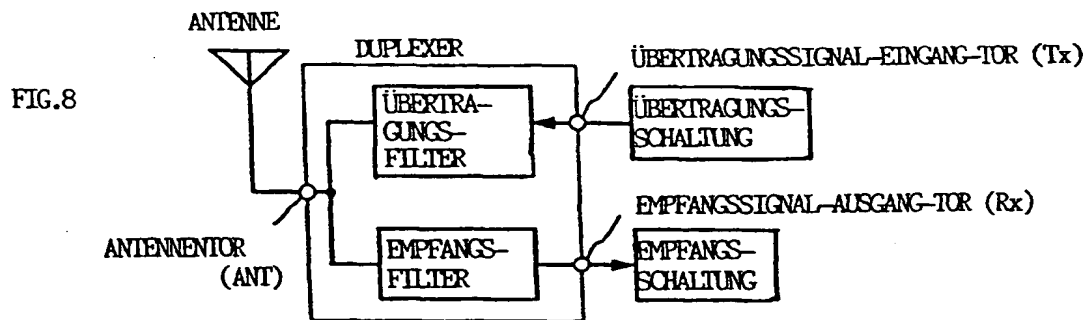 ANTENNE
DUPLEXER
ÜBERTRAGUNGSSIGNAL-EINGANG-TOR (Tx)
FIG.8
ÜBERTRA-
GUNGS-
FILTER
ÜBERTRAGUNGS-
SCHALTUNG
EMPFANGSSIGNAL-AUSGANG-TOR (Rx)
ANTENNENTOR
(ANT)
EMPFANGS-
FILTER
EMPFANGS-
SCHALTUNG